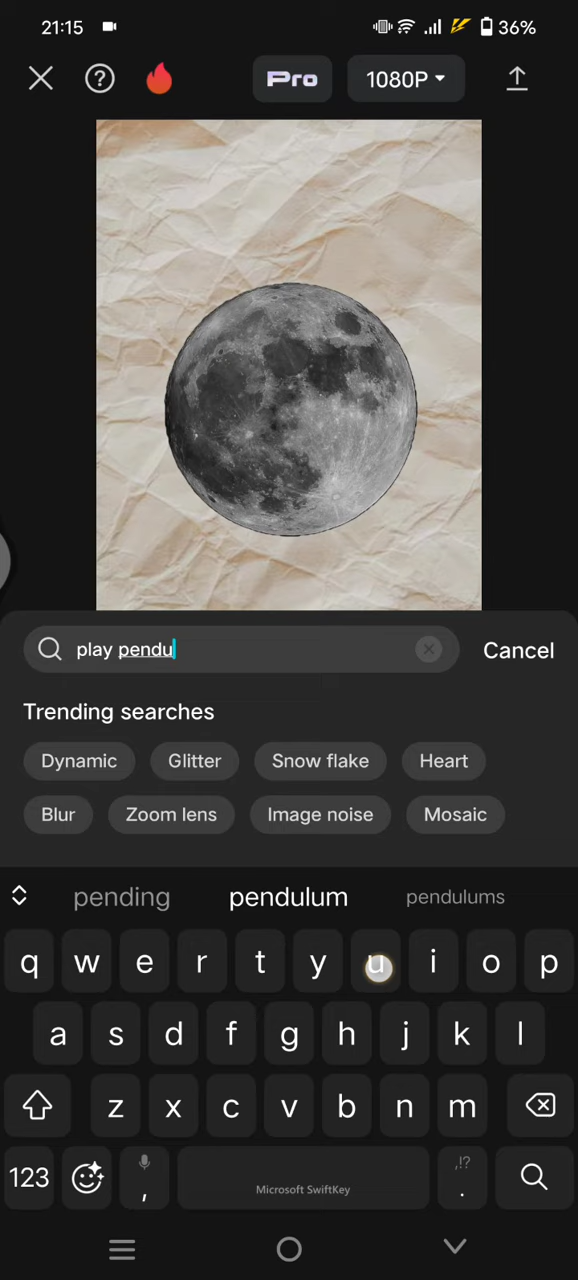 21:15 36%
Pro 1080P
play pendu Cancel
Trending searches
Dynamic Glitter Snow flake Heart
Blur Zoom lens Image noise Mosaic
pending pendulum pendulums
q w e r t y u i o p
a s d f g h j k l
z x c v b n m
123 , Microsoft SwiftKey ,!? .